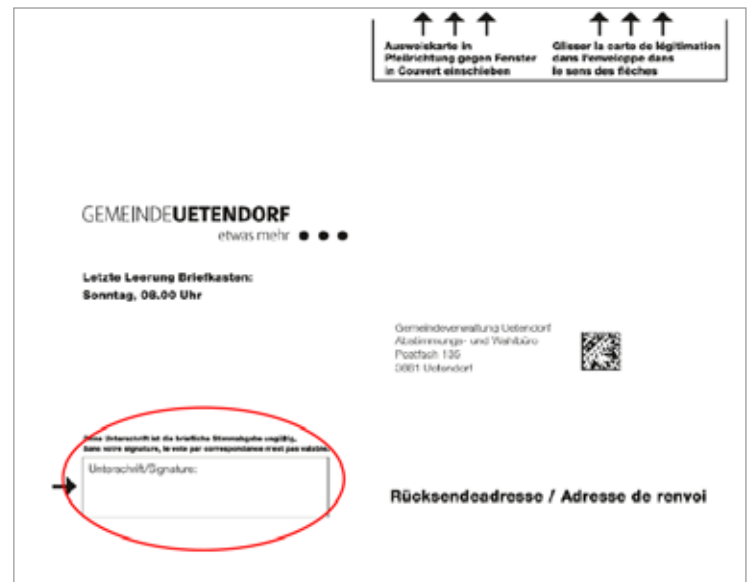 Ausweiskarte in
Pfeilrichtung gegen Fenster
in Couvert einschieben
Glisser la carte de légitimation
dans l'enveloppe dans
le sens des flèches
GEMEINDEUETENDORF
etwas mehr
Letzte Leerung Briefkasten:
Sonntag, 08.00 Uhr
Gemeindeverwaltung Uetendorf
Abstimmungs- und Wahlbüro
Postfach 135
3661 Uetendorf
Ohne Unterschrift ist die briefliche Stimmabgabe ungültig,
Sans votre signature, le vote par correspondance n'est pas valable.
Unterschrift/Signature:
Rücksendeadresse / Adresse de renvoi